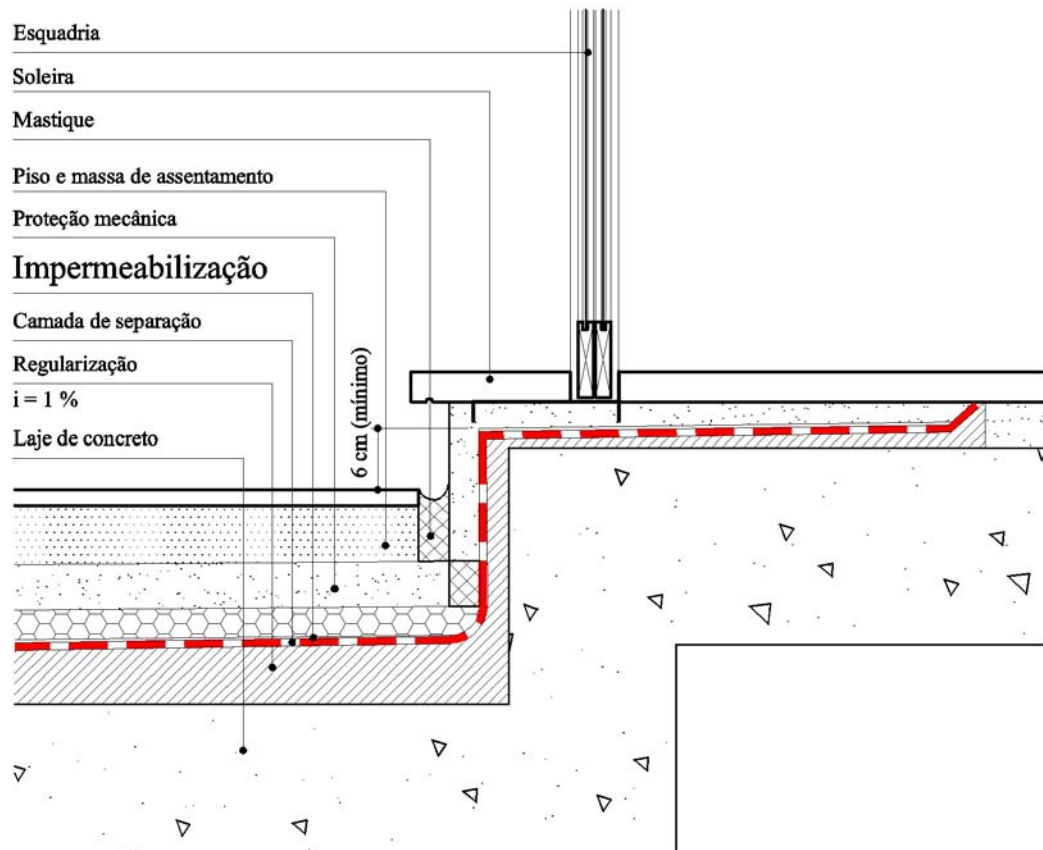 Esquadria
Soleira
Mastique
Piso e massa de assentamento
Proteção mecânica
Impermeabilização
Camada de separação
Regularização
i = 1 %
Laje de concreto
6 cm (mínimo)